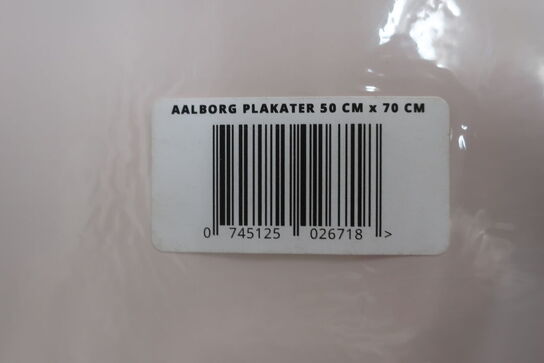 AALBORG PLAKATER 50 CM x 70 CM
0 745125 026718 >